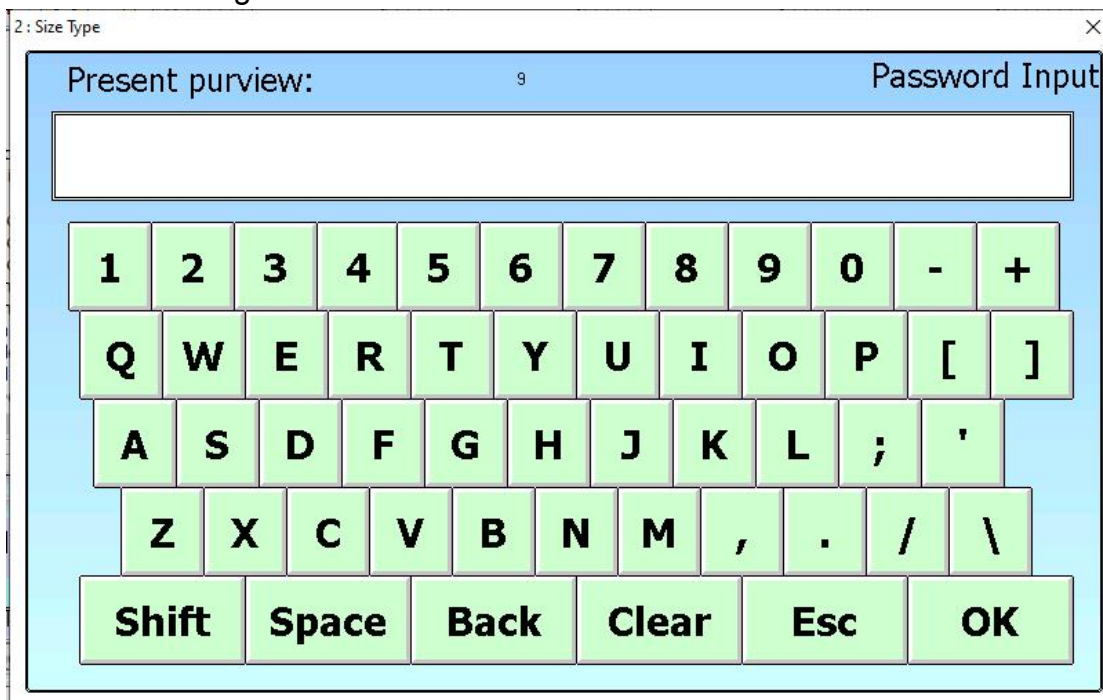 2 : Size Type
Present purview: 9 Password Input
1 2 3 4 5 6 7 8 9 0 - +
Q W E R T Y U I O P [ ]
A S D F G H J K L ; '
Z X C V B N M , . / \
Shift Space Back Clear Esc OK